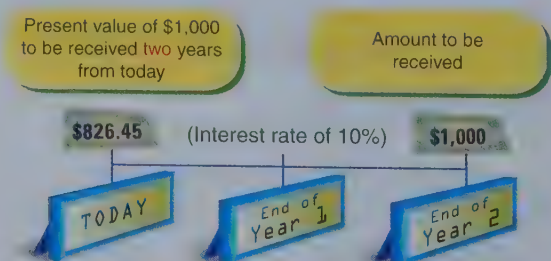 Present value of $1,000
to be received two years
from today
Amount to be
received
$826.45 (Interest rate of 10%) $1,000
TODAY
End of
Year 1
End of
Year 2